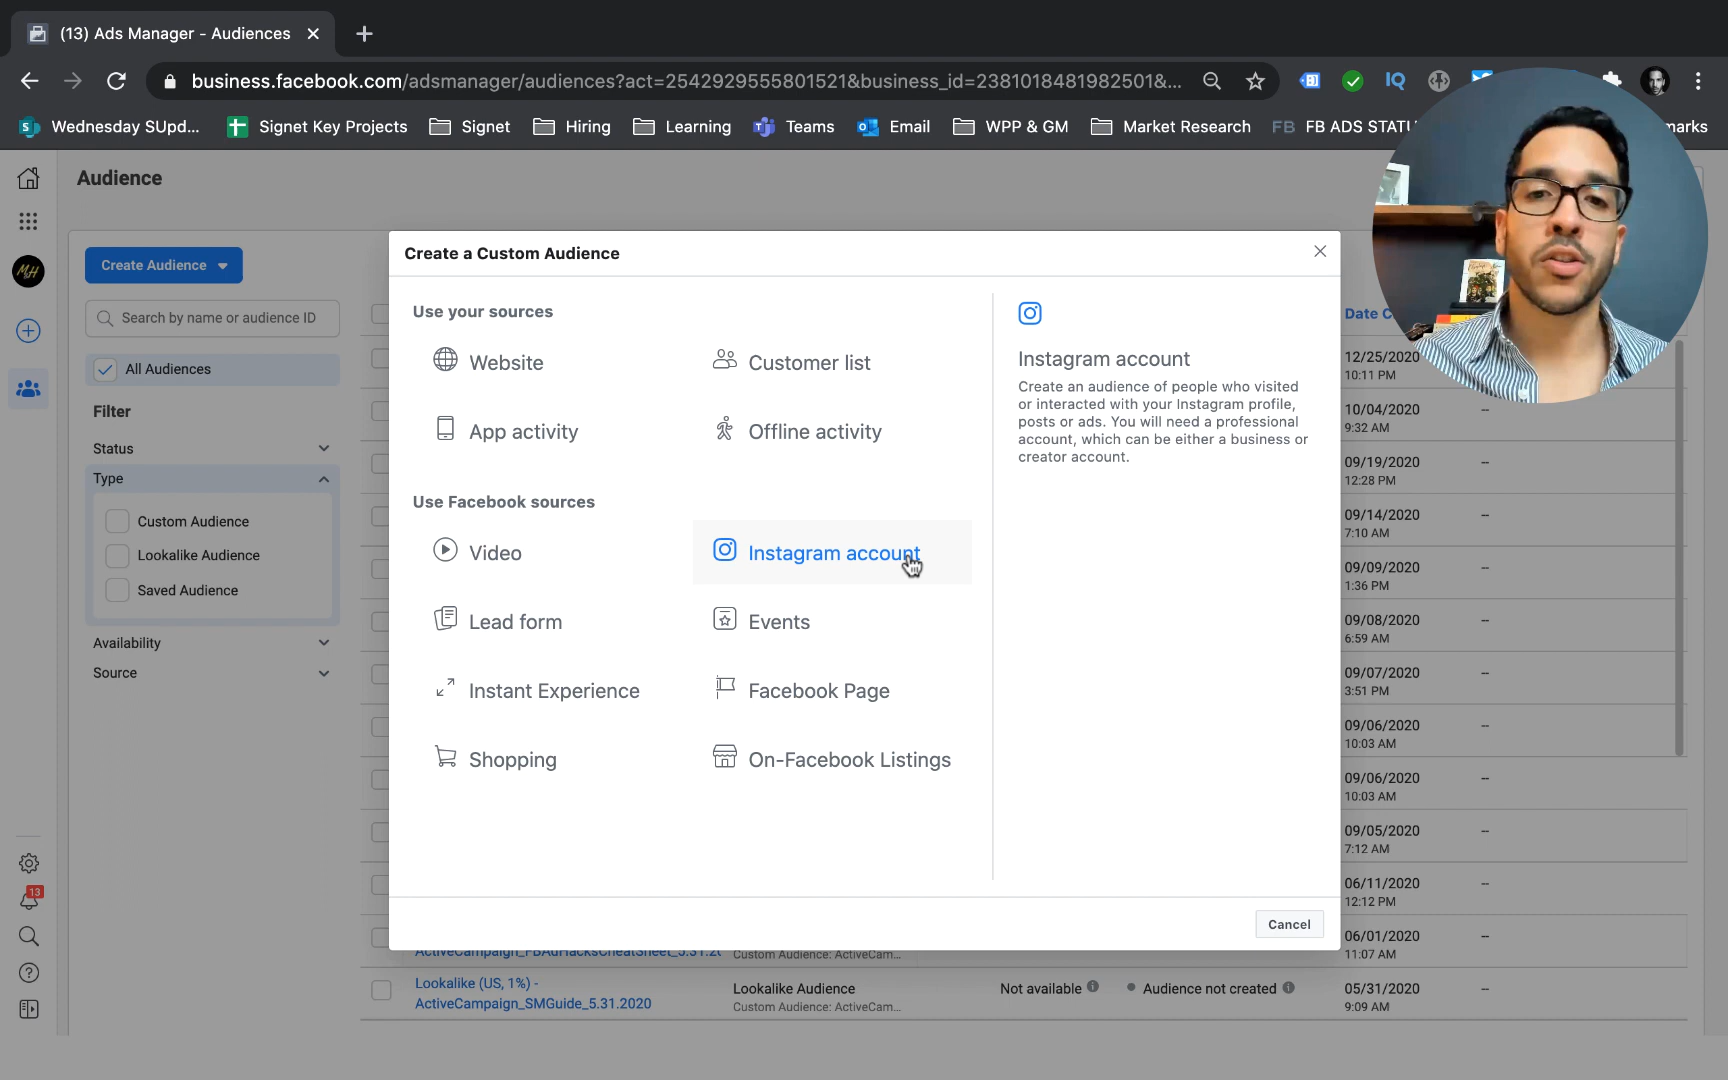 (13) Ads Manager - Audiences
business.facebook.com/adsmanager/audiences?act=2542929555801521&business_id=2381018481982501&...
IQ
Wednesday SUpd...
Signet Key Projects
Signet
Hiring
Learning
Teams
Email
WPP & GM
Market Research
FB
FB ADS STATU
marks
Audience
MH
Create Audience
Search by name or audience ID
All Audiences
Filter
Status
Type
Custom Audience
Lookalike Audience
Saved Audience
Availability
Source
13
Create a Custom Audience
Use your sources
Website
Customer list
App activity
Offline activity
Use Facebook sources
Video
Instagram account
Lead form
Events
Instant Experience
Facebook Page
Shopping
On-Facebook Listings
Instagram account
Create an audience of people who visited
or interacted with your Instagram profile,
posts or ads. You will need a professional
account, which can be either a business or
creator account.
Cancel
Date C
12/25/2020
10:11 PM
10/04/2020 --
9:32 AM
09/19/2020 --
12:28 PM
09/14/2020 --
7:10 AM
09/09/2020 --
1:36 PM
09/08/2020 --
6:59 AM
09/07/2020 --
3:51 PM
09/06/2020 --
10:03 AM
09/06/2020 --
10:03 AM
09/05/2020 --
7:12 AM
06/11/2020 --
12:12 PM
06/01/2020 --
11:07 AM
ActiveCampaign_FBAdHacksCheatSheet_5.31.20
Custom Audience: ActiveCam...
Lookalike (US, 1%) -
ActiveCampaign_SMGuide_5.31.2020
Lookalike Audience
Custom Audience: ActiveCam...
Not available
Audience not created
05/31/2020 --
9:09 AM